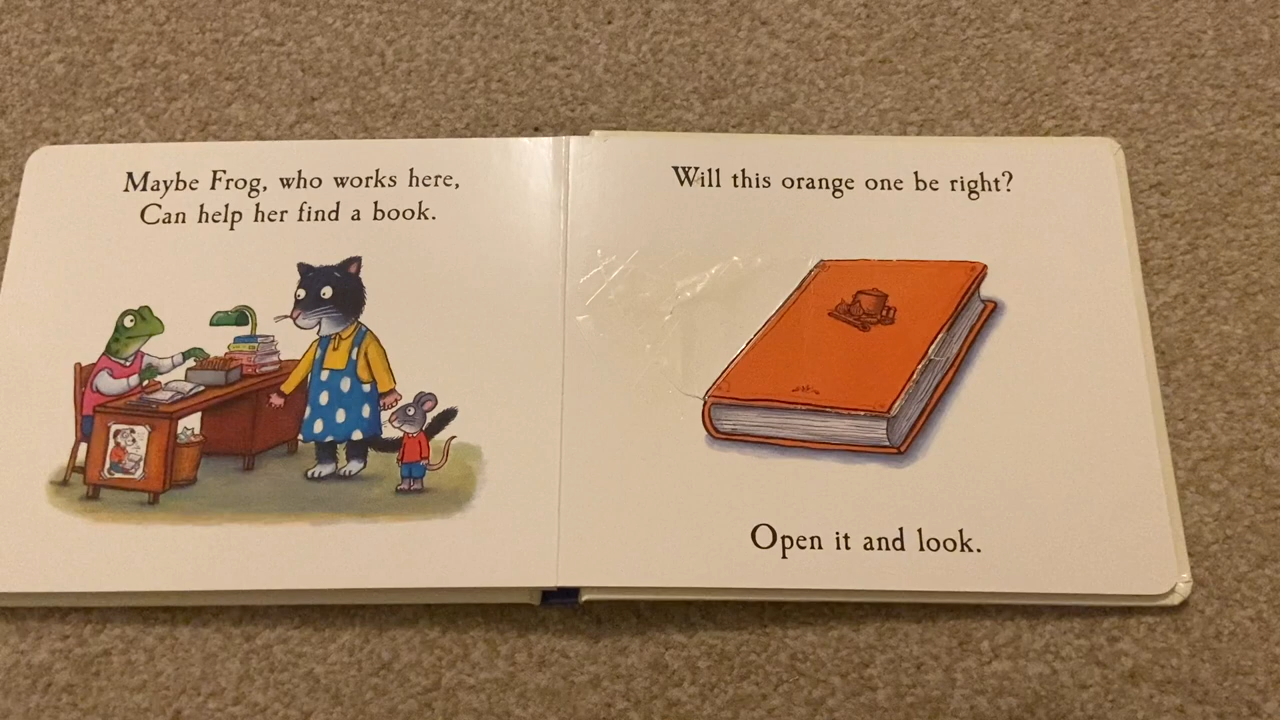 Maybe Frog, who works here,
Can help her find a book.
Will this orange one be right?
Open it and look.